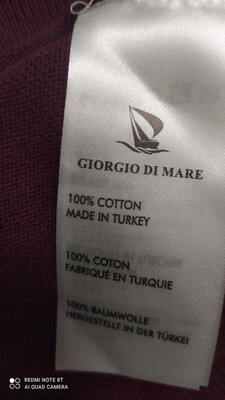 GIORGIO DI MARE
100% COTTON
MADE IN TURKEY
100% COTON
FABRIQUÉ EN TURQUIE
100% BAUMWOLLE
HERGESTELLT IN DER TÜRKEI
REDMI NOTE 8T
AI QUAD CAMERA